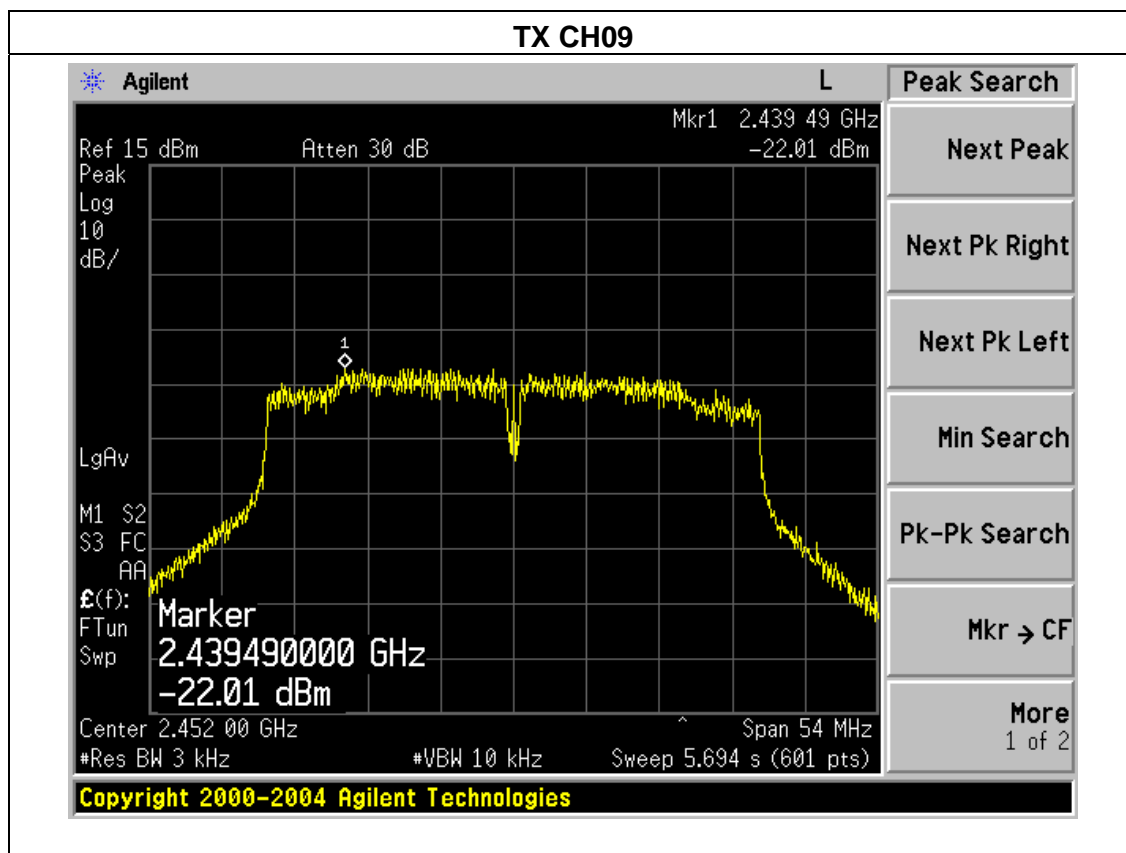 TX CH09
Agilent L Peak Search
Mkr1 2.439 49 GHz
Ref 15 dBm Atten 30 dB -22.01 dBm
Peak
Log
10
dB/
1
LgAv
M1 S2
S3 FC
AA
£(f):
FTun
Swp
Marker
2.439490000 GHz
-22.01 dBm
Center 2.452 00 GHz ^ Span 54 MHz
#Res BW 3 kHz #VBW 10 kHz Sweep 5.694 s (601 pts)
Next Peak
Next Pk Right
Next Pk Left
Min Search
Pk-Pk Search
Mkr → CF
More
1 of 2
Copyright 2000-2004 Agilent Technologies